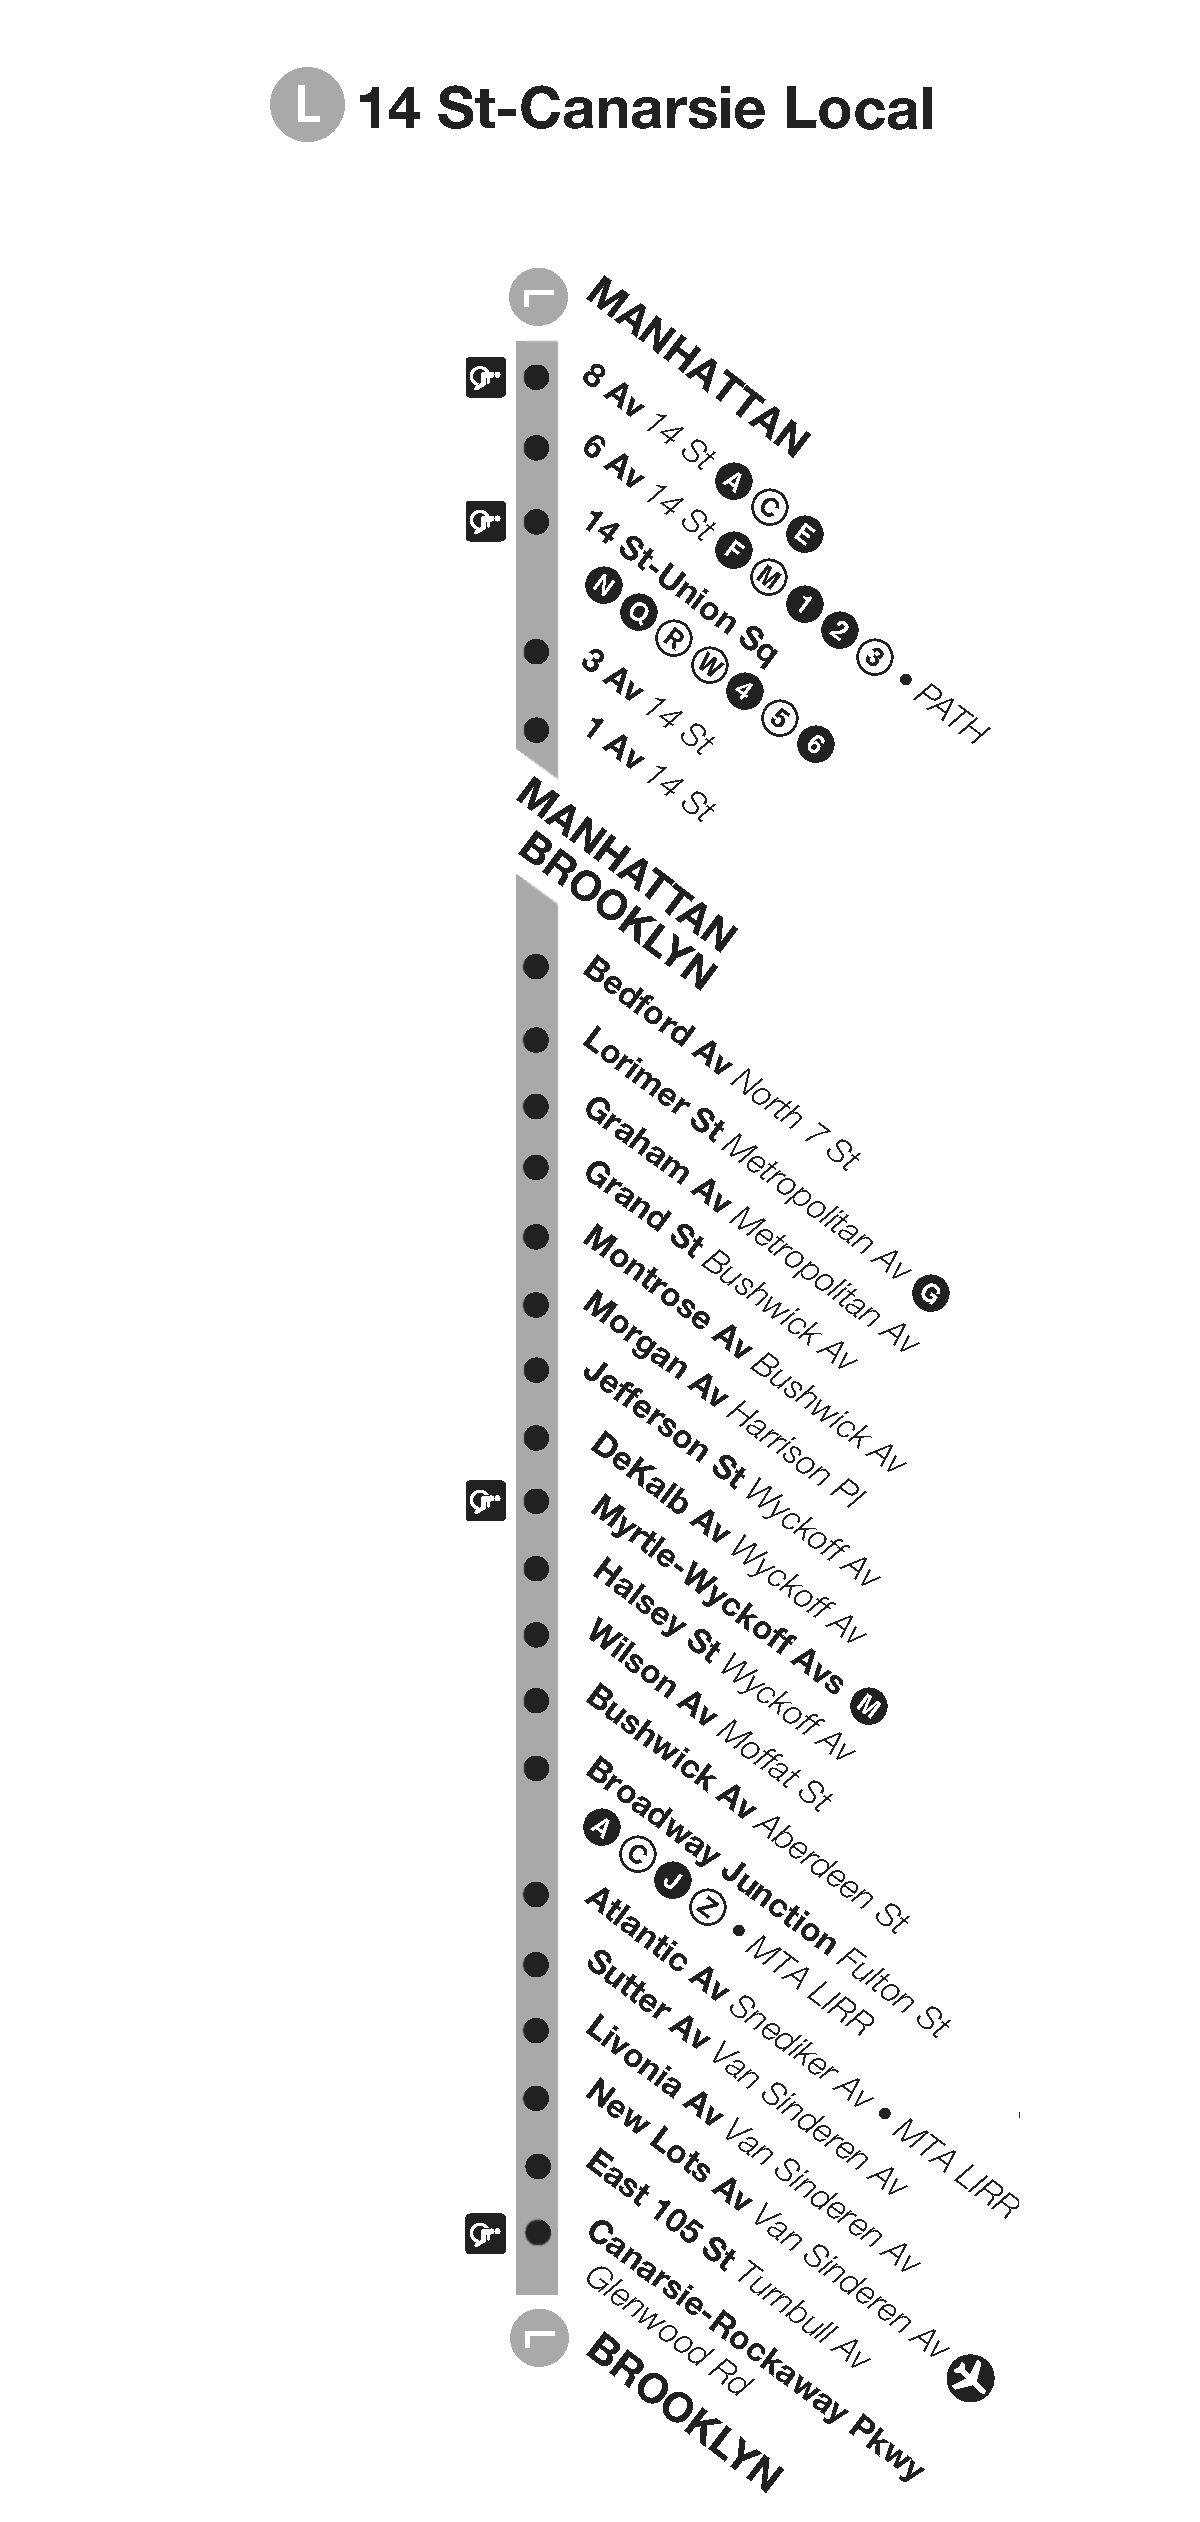 L 14 St-Canarsie Local
L MANHATTAN
8 Av 14 St A C E
6 Av 14 St F M 1 2 3 • PATH
14 St-Union Sq
N Q R W 4 5 6
3 Av 14 St
1 Av 14 St
MANHATTAN
BROOKLYN
Bedford Av North 7 St
Lorimer St Metropolitan Av G
Graham Av Metropolitan Av
Grand St Bushwick Av
Montrose Av Bushwick Av
Morgan Av Harrison Pl
Jefferson St Wyckoff Av
DeKalb Av Wyckoff Av
Myrtle-Wyckoff Avs M
Halsey St Wyckoff Av
Wilson Av Moffat St
Bushwick Av Aberdeen St
Broadway Junction Fulton St
A C J Z • MTA LIRR
Atlantic Av Snediker Av • MTA LIRR
Sutter Av Van Sinderen Av
Livonia Av Van Sinderen Av
New Lots Av Van Sinderen Av
East 105 St Turnbull Av
Canarsie-Rockaway Pkwy
Glenwood Rd
L BROOKLYN